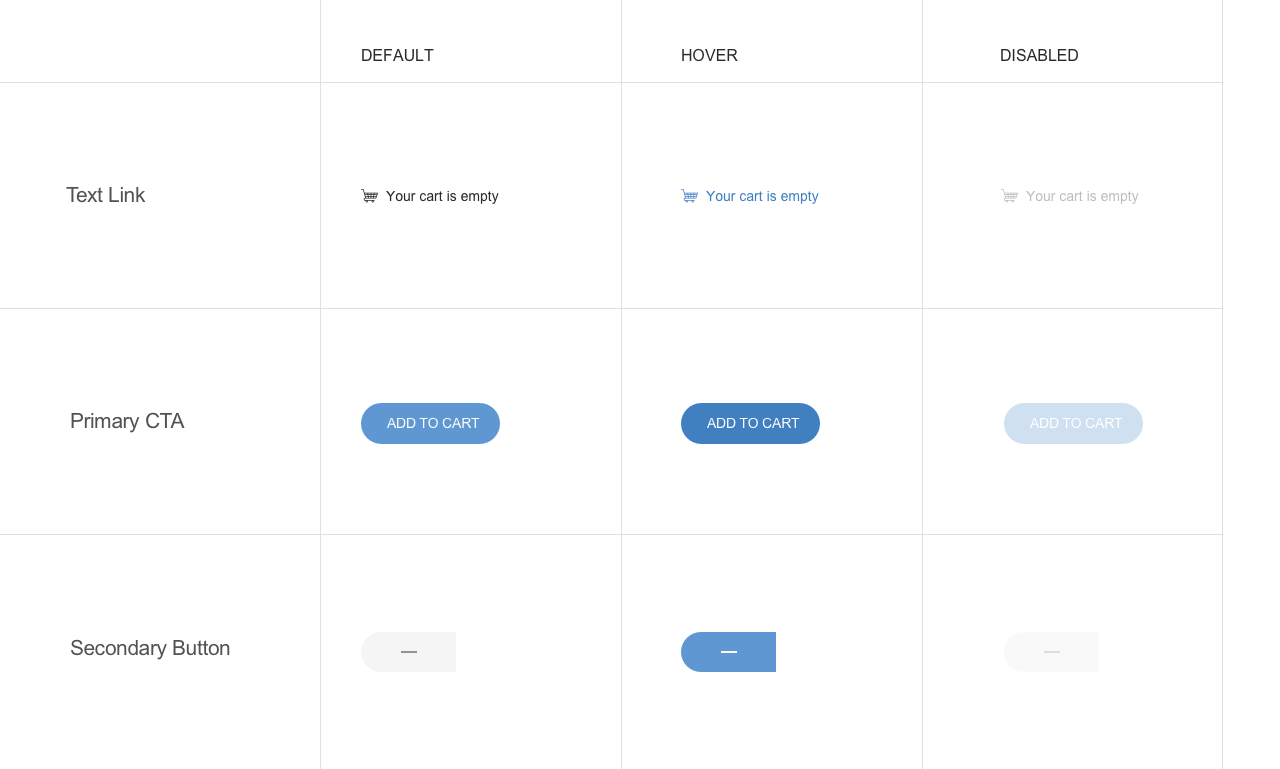 DEFAULT HOVER DISABLED
Text Link Your cart is empty Your cart is empty Your cart is empty
Primary CTA ADD TO CART ADD TO CART ADD TO CART
Secondary Button